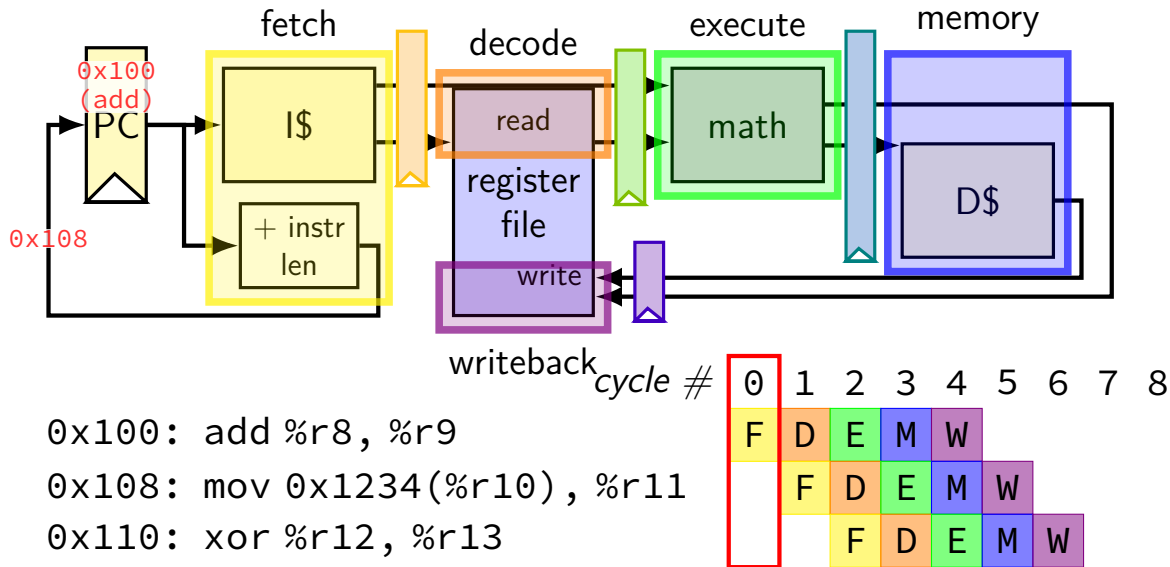 fetch
decode
execute
memory
0x100
(add)
PC
I$
read
math
register
file
D$
0x108
+ instr
len
write
writeback
cycle # 0 1 2 3 4 5 6 7 8
0x100: add %r8, %r9 F D E M W
0x108: mov 0x1234(%r10), %r11 F D E M W
0x110: xor %r12, %r13 F D E M W